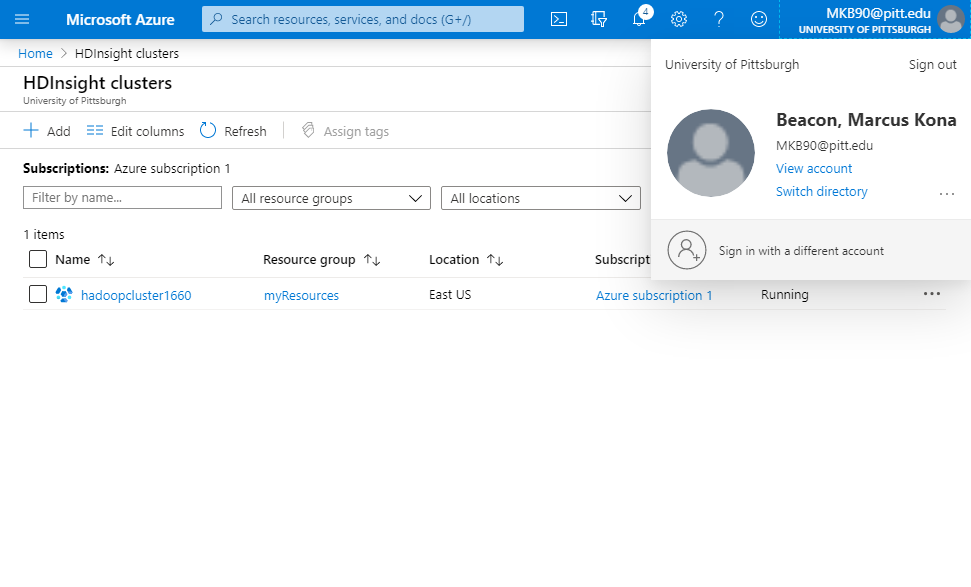 Microsoft Azure
Search resources, services, and docs (G+/)
4
MKB90@pitt.edu
UNIVERSITY OF PITTSBURGH
Home > HDInsight clusters
HDInsight clusters
University of Pittsburgh
Add Edit columns Refresh Assign tags
University of Pittsburgh Sign out
Beacon, Marcus Kona
MKB90@pitt.edu
View account
Switch directory
Sign in with a different account
Subscriptions: Azure subscription 1
Filter by name... All resource groups All locations
1 items
Name Resource group Location Subscript
hadoopcluster1660 myResources East US Azure subscription 1 Running